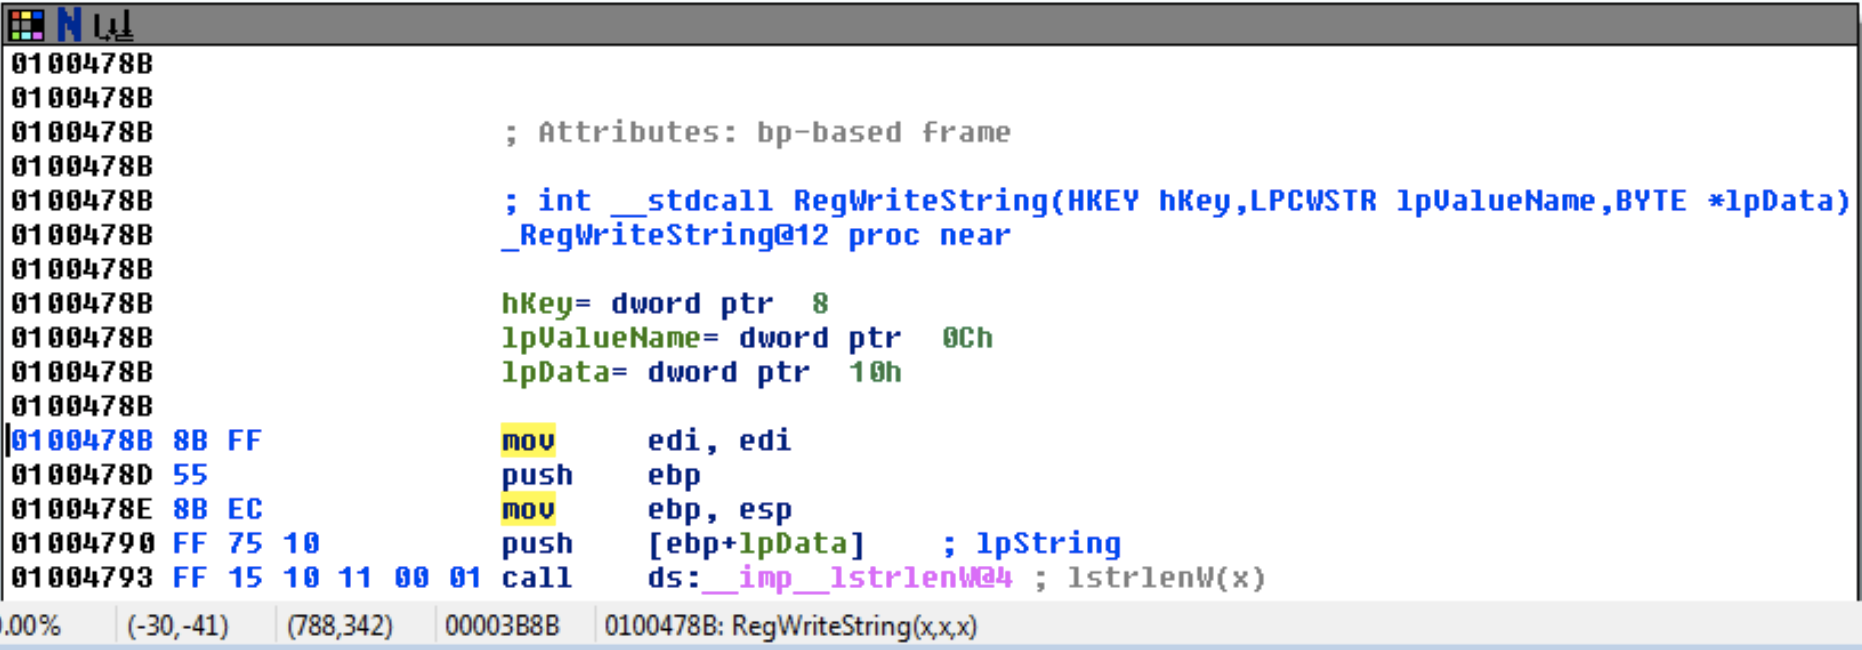 0100478B
0100478B
0100478B ; Attributes: bp-based frame
0100478B
0100478B ; int __stdcall RegWriteString(HKEY hKey,LPCWSTR lpValueName,BYTE *lpData)
0100478B _RegWriteString@12 proc near
0100478B
0100478B hKey= dword ptr 8
0100478B lpValueName= dword ptr 0Ch
0100478B lpData= dword ptr 10h
0100478B
0100478B 8B FF mov edi, edi
0100478D 55 push ebp
0100478E 8B EC mov ebp, esp
01004790 FF 75 10 push [ebp+lpData] ; lpString
01004793 FF 15 10 11 00 01 call ds:__imp__lstrlenW@4 ; lstrlenW(x)
.00% (-30,-41) (788,342) 00003B8B 0100478B: RegWriteString(x,x,x)